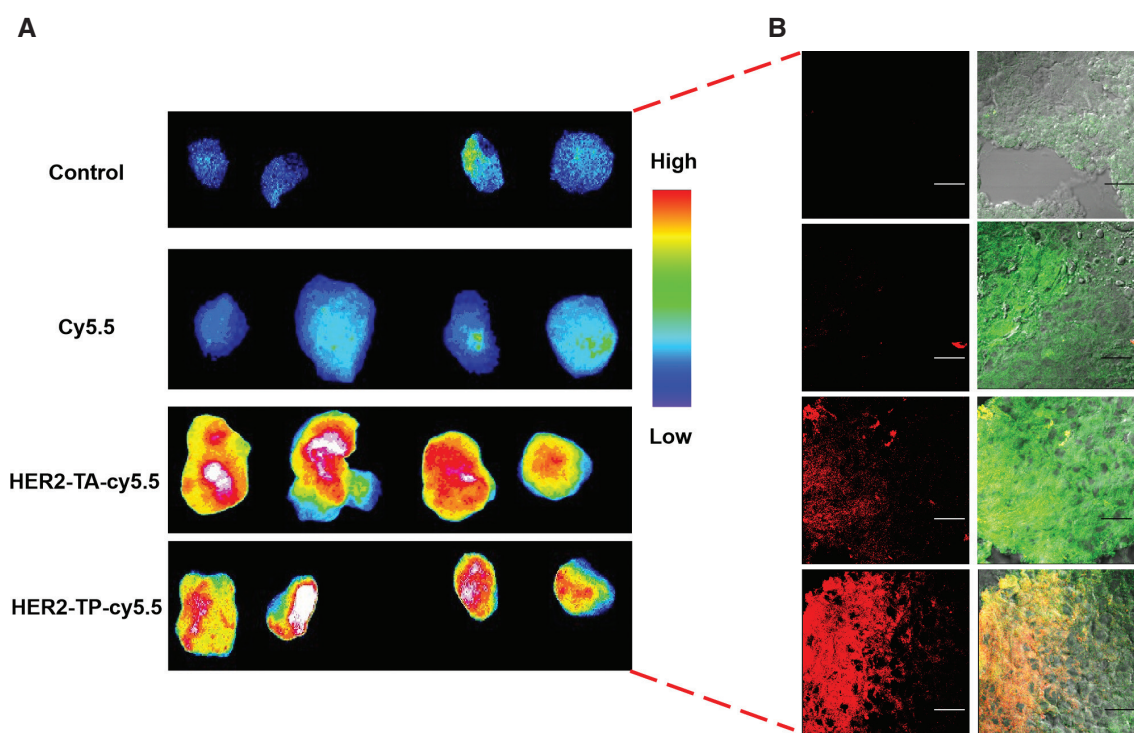 A
B
Control
High
Cy5.5
Low
HER2-TA-cy5.5
HER2-TP-cy5.5